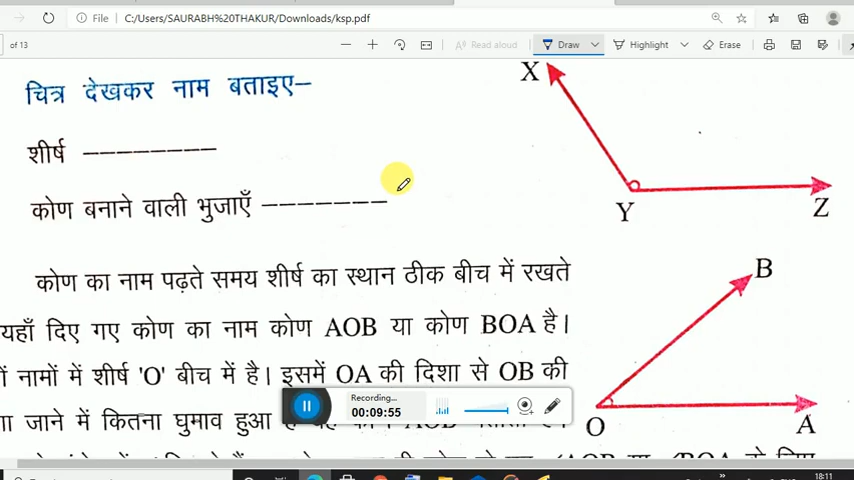 File
C:/Users/SAURABH%20THAKUR/Downloads/ksp.pdf
of 13
Read aloud
Draw
Highlight
Erase
चित्र देखकर नाम बताइए–
शीर्ष ---------
कोण बनाने वाली भुजाएँ --------
X
Y
Z
कोण का नाम पढ़ते समय शीर्ष का स्थान ठीक बीच में रखते
यहाँ दिए गए कोण का नाम कोण AOB या कोण BOA है।
नामों में शीर्ष 'O' बीच में है। इसमें OA की दिशा से OB की
जाने में कितना घुमाव हुआ
B
O
A
Recording...
00:09:55
18:11